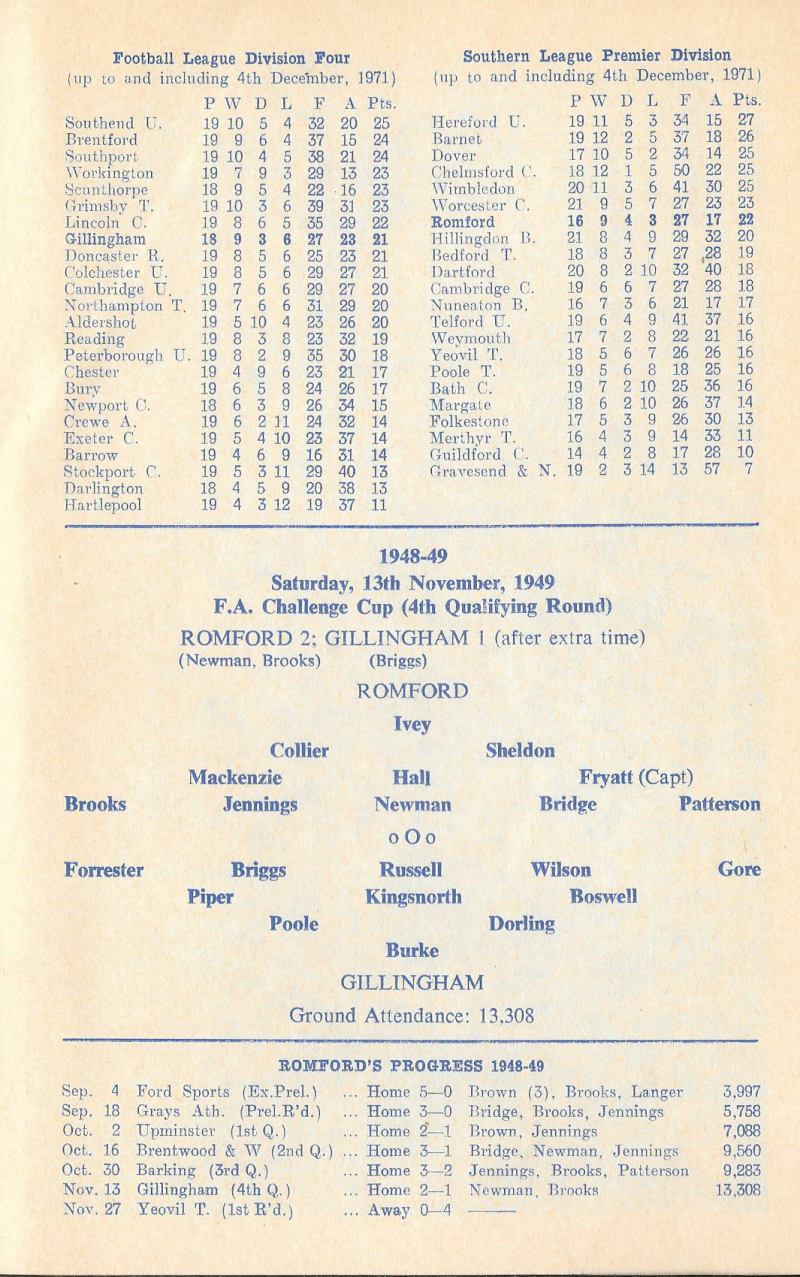 Football League Division Four
(up to and including 4th December, 1971)
P W D L F A Pts.
Southend U. 19 10 5 4 32 20 25
Brentford 19 9 6 4 37 15 24
Southport 19 10 4 5 38 21 24
Workington 19 7 9 3 29 13 23
Scunthorpe 18 9 5 4 22 16 23
Grimsby T. 19 10 3 6 39 31 23
Lincoln C. 19 8 6 5 35 29 22
Gillingham 18 9 3 6 27 23 21
Doncaster R. 19 8 5 6 25 23 21
Colchester U. 19 8 5 6 29 27 21
Cambridge U. 19 7 6 6 29 27 20
Northampton T. 19 7 6 6 31 29 20
Aldershot 19 5 10 4 23 26 20
Reading 19 8 3 8 23 32 19
Peterborough U. 19 8 2 9 35 30 18
Chester 19 4 9 6 23 21 17
Bury 19 6 5 8 24 26 17
Newport C. 18 6 3 9 26 34 15
Crewe A. 19 6 2 11 24 32 14
Exeter C. 19 5 4 10 23 37 14
Barrow 19 4 6 9 16 31 14
Stockport C. 19 5 3 11 29 40 13
Darlington 18 4 5 9 20 38 13
Hartlepool 19 4 3 12 19 37 11
Southern League Premier Division
(up to and including 4th December, 1971)
P W D L F A Pts.
Hereford U. 19 11 5 3 34 15 27
Barnet 19 12 2 5 37 18 26
Dover 17 10 5 2 34 14 25
Chelmsford C. 18 12 1 5 50 22 25
Wimbledon 20 11 3 6 41 30 25
Worcester C. 21 9 5 7 27 23 23
Romford 16 9 4 3 27 17 22
Hillingdon B. 21 8 4 9 29 32 20
Bedford T. 18 8 3 7 27 28 19
Dartford 20 8 2 10 32 40 18
Cambridge C. 19 6 6 7 27 28 18
Nuneaton B. 16 7 3 6 21 17 17
Telford U. 19 6 4 9 41 37 16
Weymouth 17 7 2 8 22 21 16
Yeovil T. 18 5 6 7 26 26 16
Poole T. 19 5 6 8 18 25 16
Bath C. 19 7 2 10 25 36 16
Margate 18 6 2 10 26 37 14
Folkestone 17 5 3 9 26 30 13
Merthyr T. 16 4 3 9 14 33 11
Guildford C. 14 4 2 8 17 28 10
Gravesend & N. 19 2 3 14 13 57 7
1948-49
Saturday, 13th November, 1949
F.A. Challenge Cup (4th Qualifying Round)
ROMFORD 2; GILLINGHAM 1 (after extra time)
(Newman, Brooks) (Briggs)
ROMFORD
Ivey
Collier Sheldon
Mackenzie Hall Fryatt (Capt)
Brooks Jennings Newman Bridge Patterson
o O o
Forrester Briggs Russell Wilson Gore
Piper Kingsnorth Boswell
Poole Dorling
Burke
GILLINGHAM
Ground Attendance: 13,308
ROMFORD'S PROGRESS 1948-49
Sep. 4 Ford Sports (Ex.Prel.) ... Home 5—0 Brown (3), Brooks, Langer 3,997
Sep. 18 Grays Ath. (Prel.R'd.) ... Home 3—0 Bridge, Brooks, Jennings 5,758
Oct. 2 Upminster (1st Q.) ... Home 2—1 Brown, Jennings 7,088
Oct. 16 Brentwood & W (2nd Q.) ... Home 3—1 Bridge, Newman, Jennings 9,560
Oct. 30 Barking (3rd Q.) ... Home 3—2 Jennings, Brooks, Patterson 9,283
Nov. 13 Gillingham (4th Q.) ... Home 2—1 Newman, Brooks 13,308
Nov. 27 Yeovil T. (1st R'd.) ... Away 0—4 ———